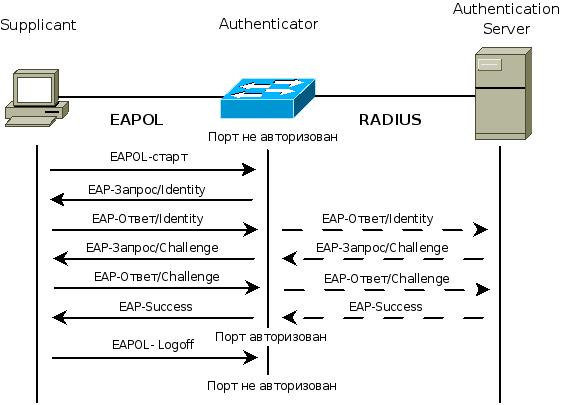 Supplicant
Authenticator
Authentication
Server
EAPOL
RADIUS
Порт не авторизован
EAPOL-старт
EAP-Запрос/Identity
EAP-Ответ/Identity
EAP-Ответ/Identity
EAP-Запрос/Challenge
EAP-Запрос/Challenge
EAP-Ответ/Challenge
EAP-Ответ/Challenge
EAP-Success
EAP-Success
Порт авторизован
EAPOL- Logoff
Порт не авторизован